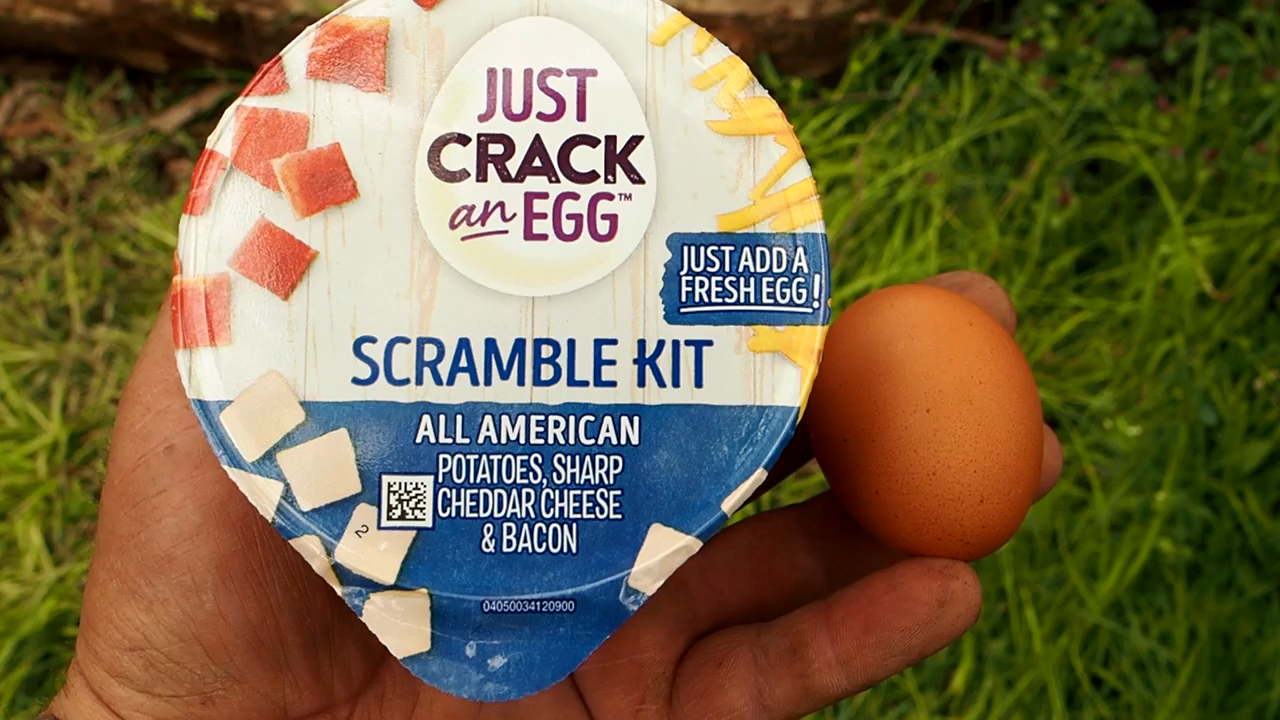 JUST
CRACK
an EGG™
JUST ADD A
FRESH EGG!
SCRAMBLE KIT
ALL AMERICAN
POTATOES, SHARP
CHEDDAR CHEESE
& BACON
2
04050034120900